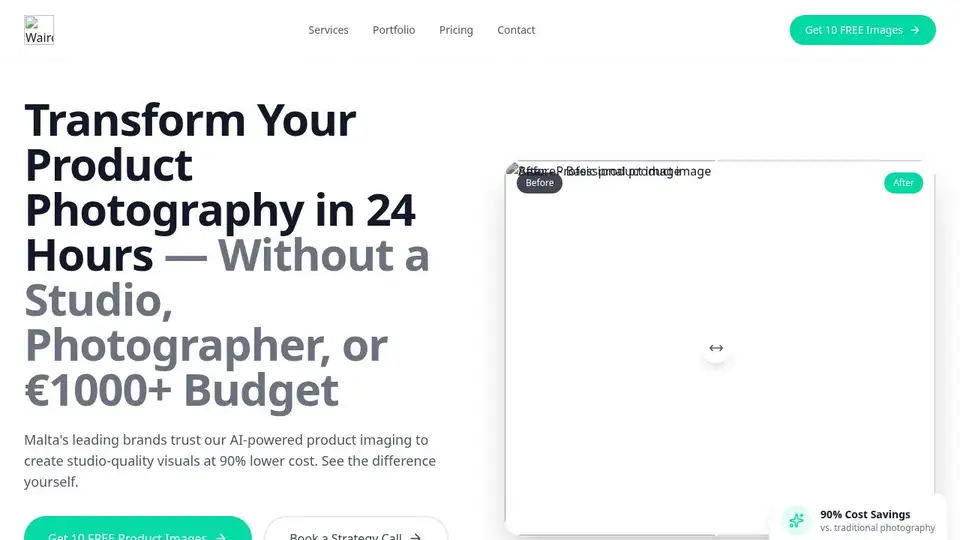 Services
Portfolio
Pricing
Contact
Get 10 FREE Images
Transform Your
Product
Photography in 24
Hours — Without a
Studio,
Photographer, or
€1000+ Budget
Malta's leading brands trust our AI-powered product imaging to
create studio-quality visuals at 90% lower cost. See the difference
yourself.
Get 10 FREE Product Images
Book a Strategy Call
Before
After
90% Cost Savings
vs. traditional photography